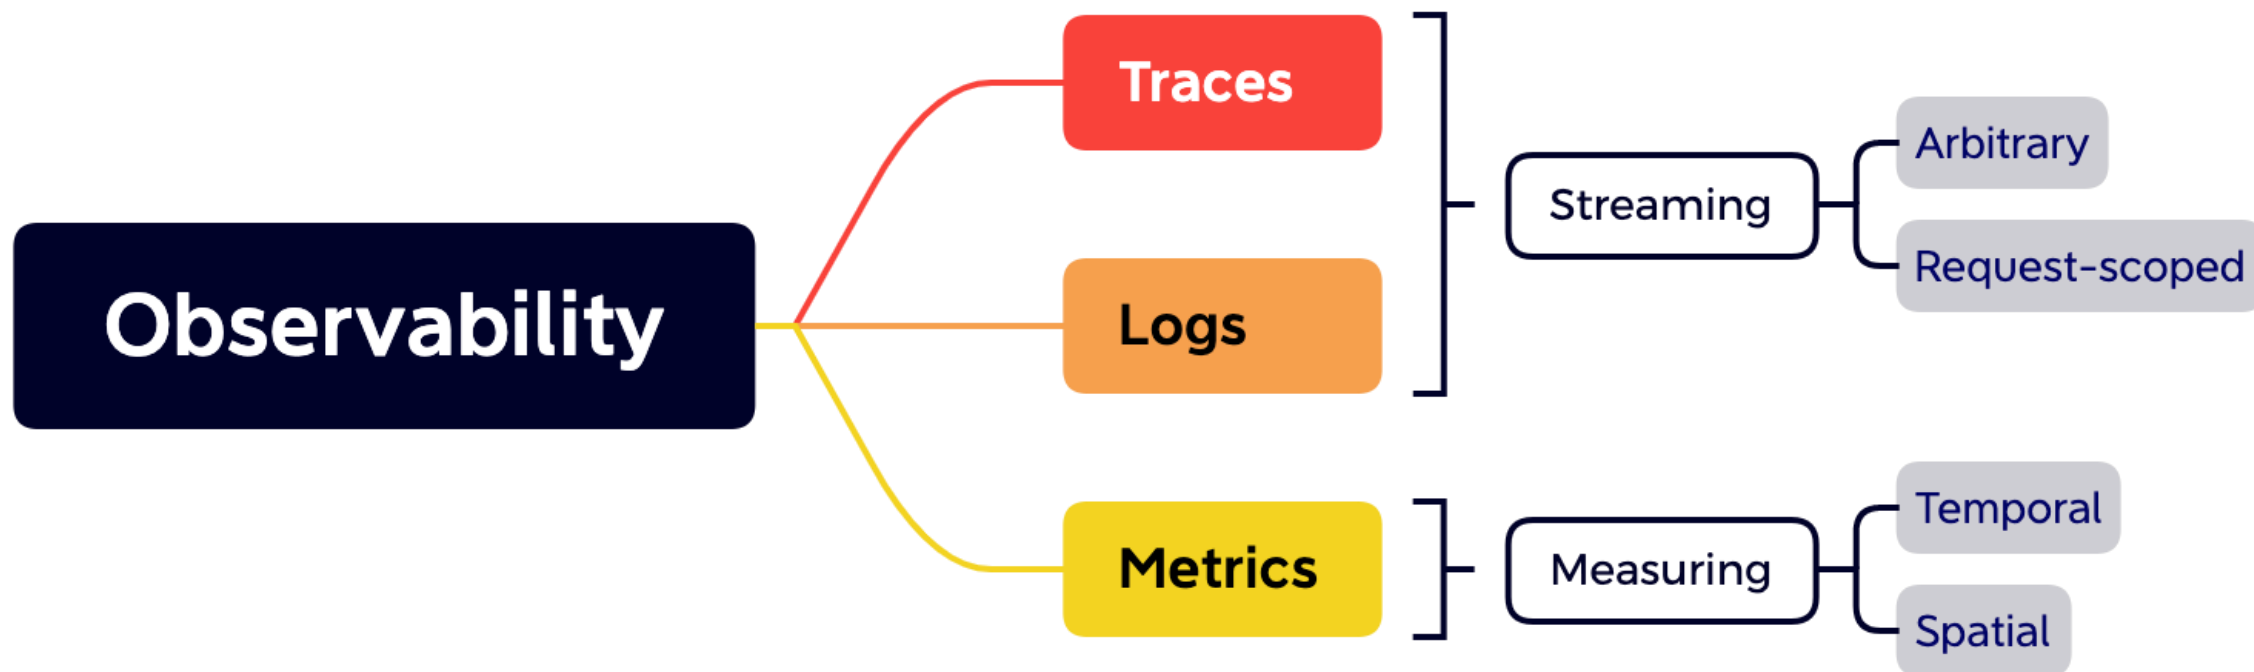 Observability
Traces
Logs
Metrics
Streaming
Arbitrary
Request-scoped
Measuring
Temporal
Spatial